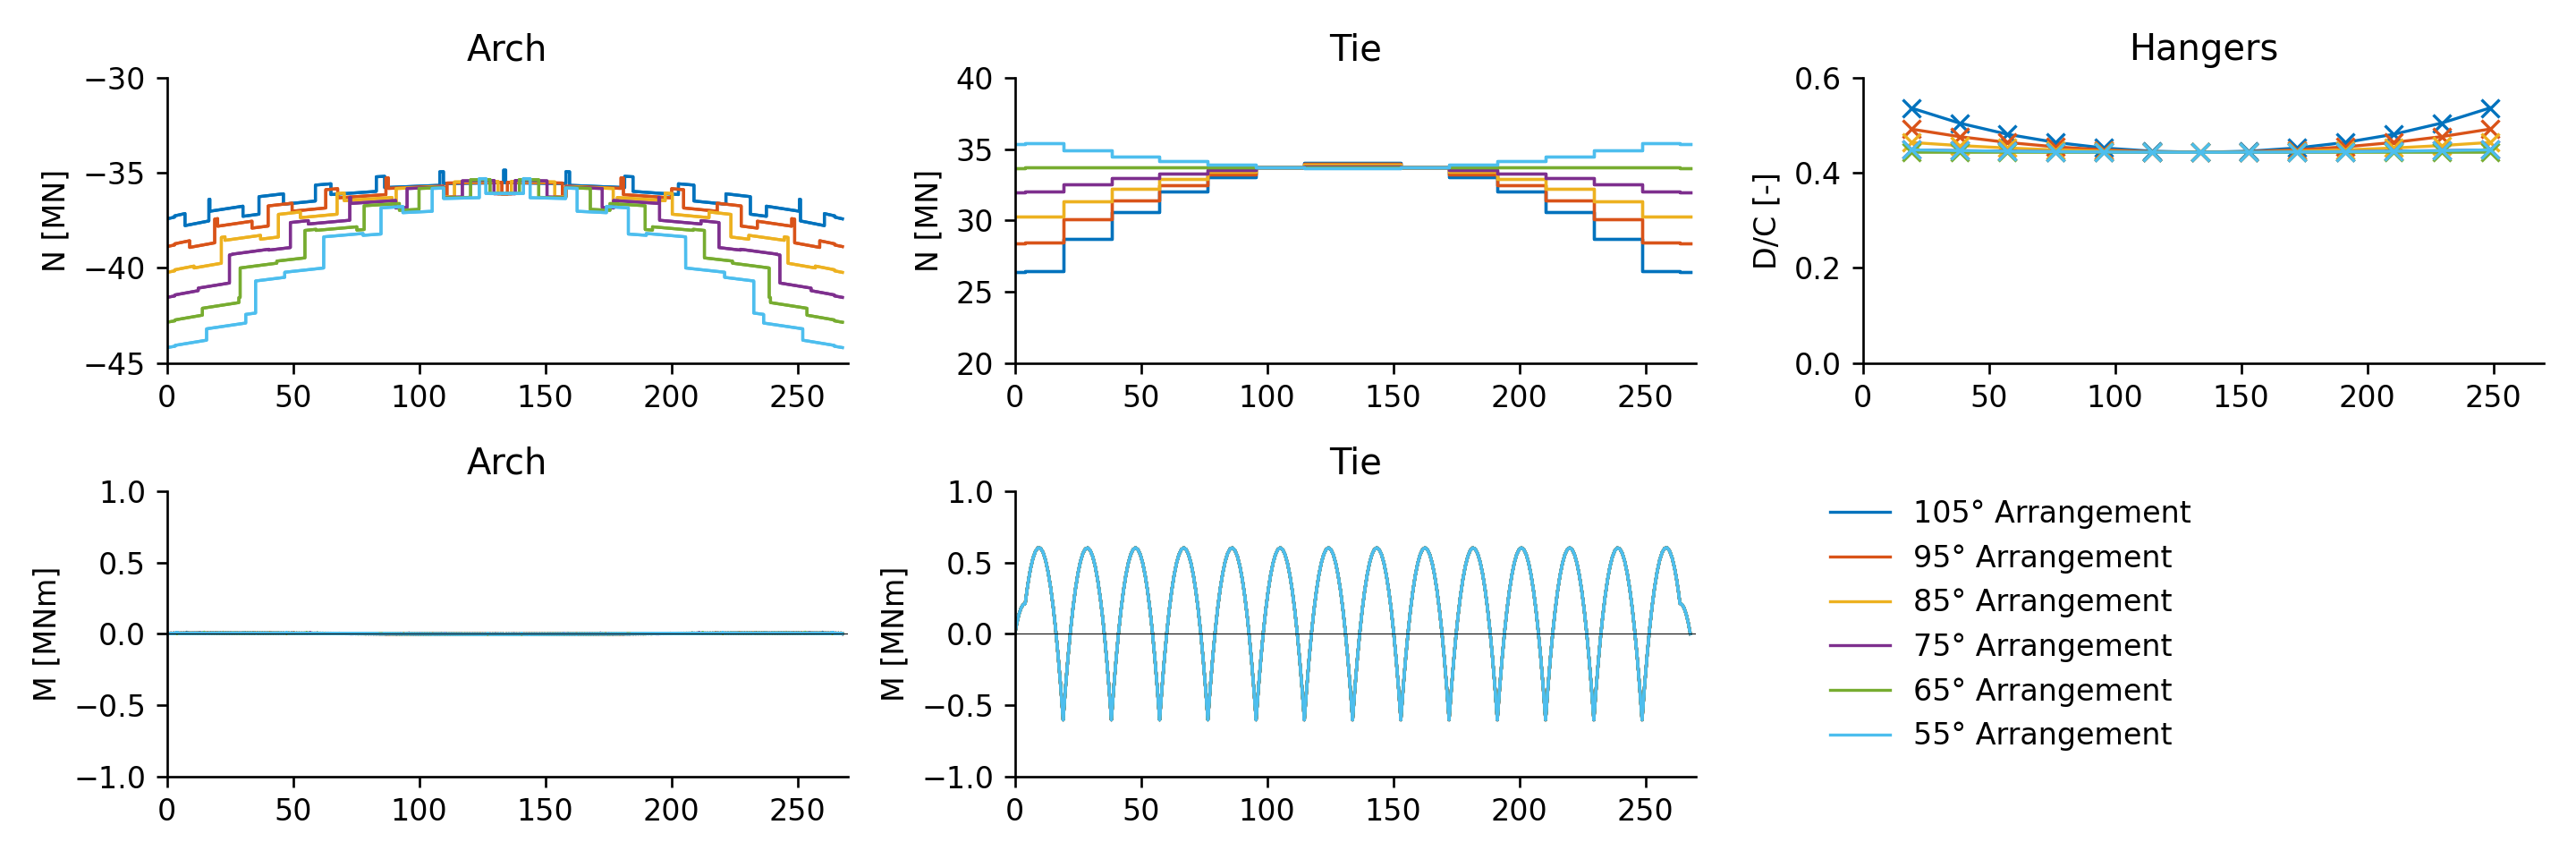 Arch
N [MN]
−30
−35
−40
−45
0 50 100 150 200 250
Tie
N [MN]
40
35
30
25
20
0 50 100 150 200 250
Hangers
D/C [-]
0.6
0.4
0.2
0.0
0 50 100 150 200 250
Arch
M [MNm]
1.0
0.5
0.0
−0.5
−1.0
0 50 100 150 200 250
Tie
M [MNm]
1.0
0.5
0.0
−0.5
−1.0
0 50 100 150 200 250
105° Arrangement
95° Arrangement
85° Arrangement
75° Arrangement
65° Arrangement
55° Arrangement